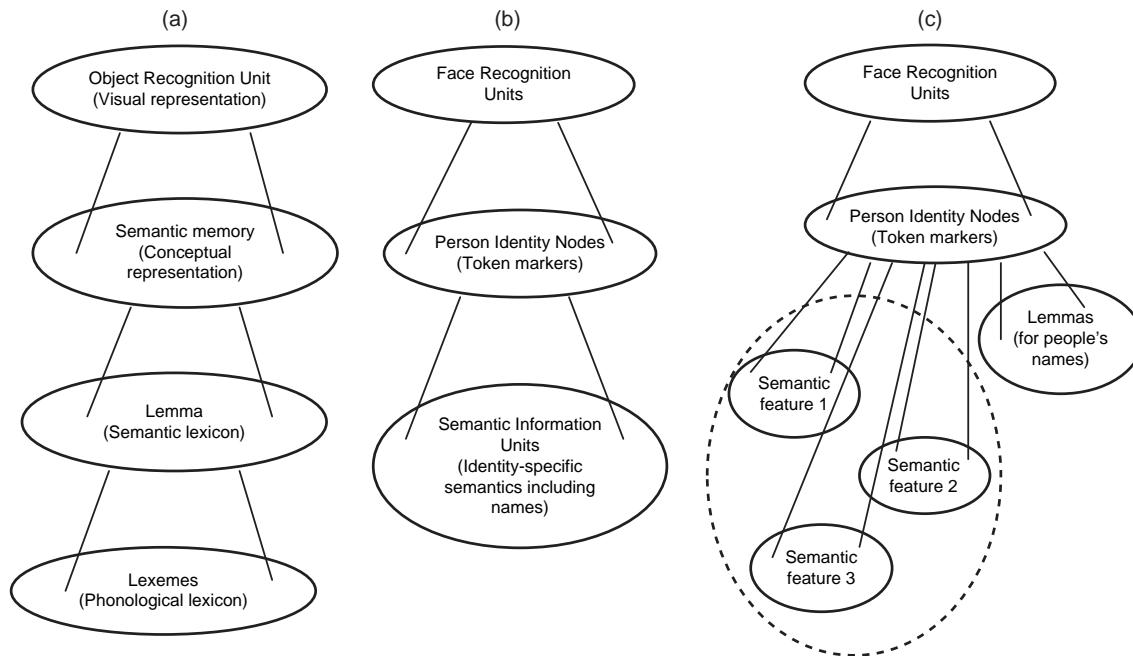 (a)
Object Recognition Unit
(Visual representation)
Semantic memory
(Conceptual
representation)
Lemma
(Semantic lexicon)
Lexemes
(Phonological lexicon)
(b)
Face Recognition
Units
Person Identity Nodes
(Token markers)
Semantic Information
Units
(Identity-specific
semantics including
names)
(c)
Face Recognition
Units
Person Identity Nodes
(Token markers)
Lemmas
(for people's
names)
Semantic
feature 1
Semantic
feature 2
Semantic
feature 3